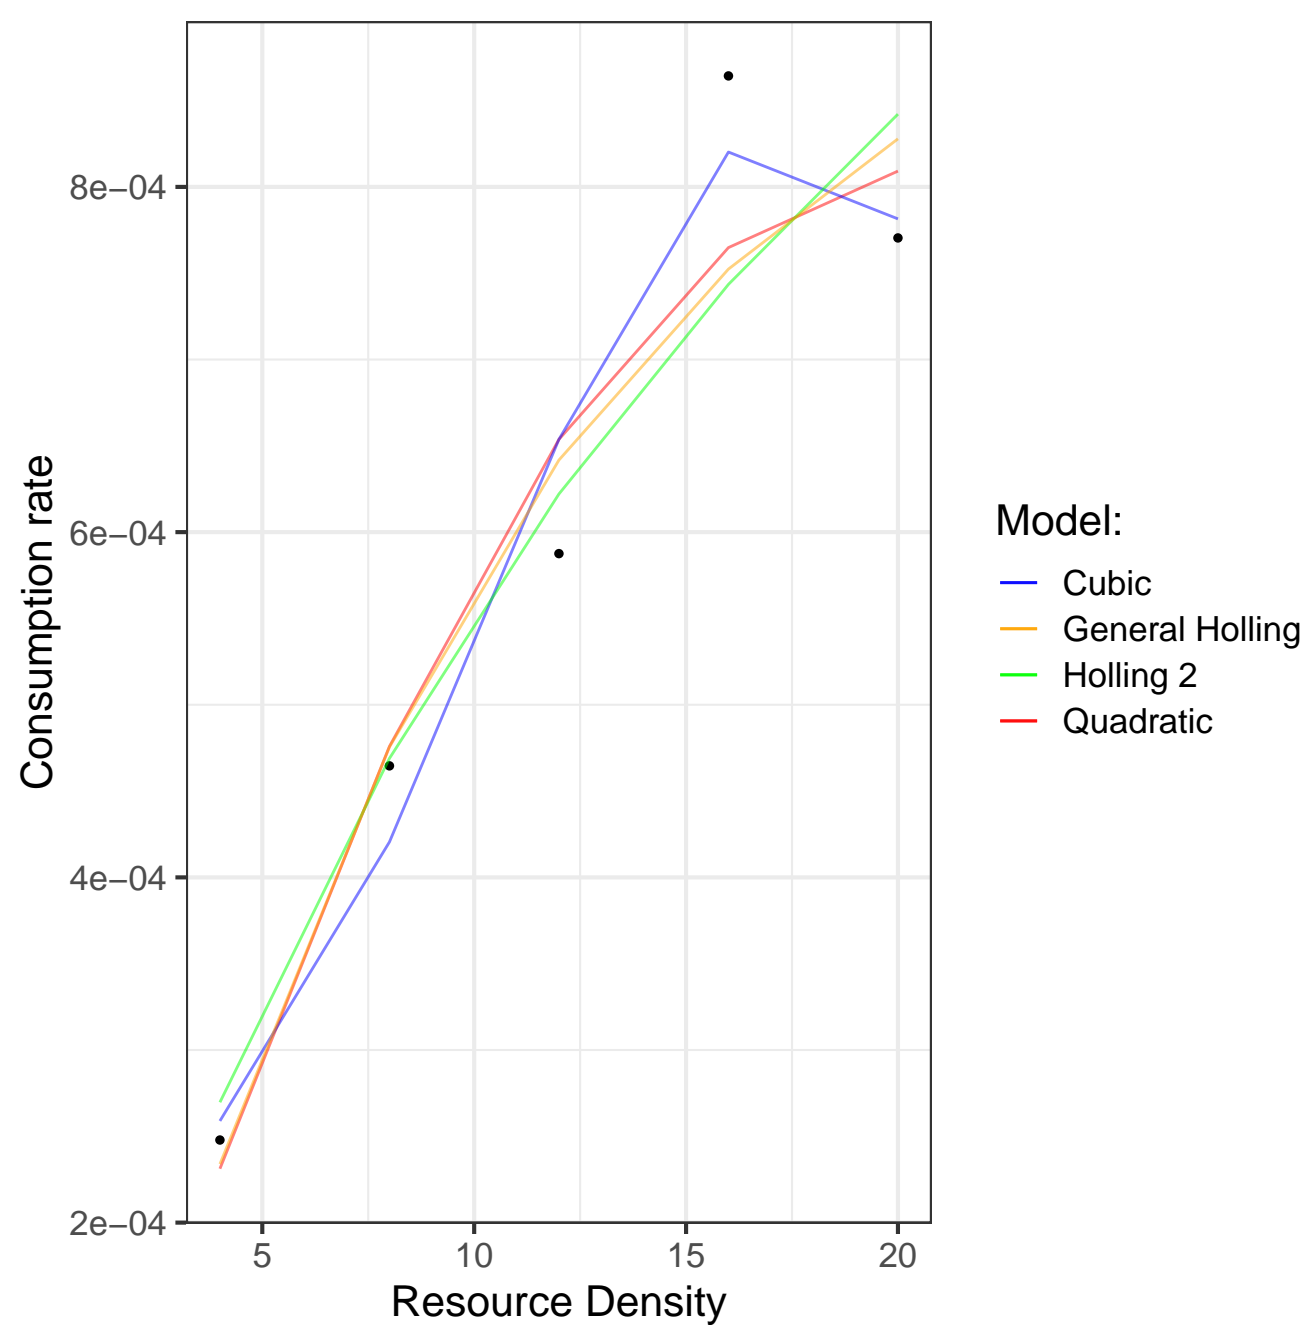 8e−04
6e−04
4e−04
2e−04
5
10
15
20
Resource Density
Consumption rate
Model:
Cubic
General Holling
Holling 2
Quadratic